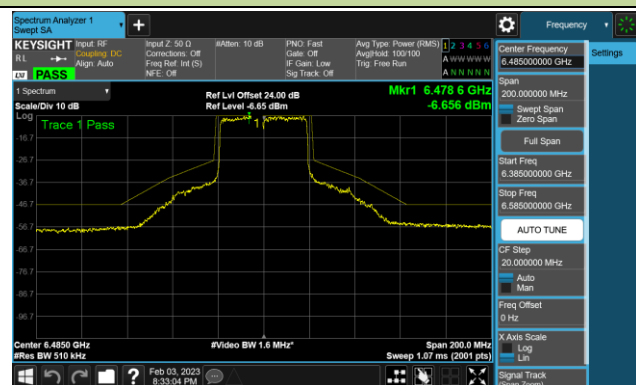 Spectrum Analyzer 1
Swept SA
Frequency
KEYSIGHT
RL
LXI
PASS
Input: RF
Coupling: DC
Align: Auto
Input Z: 50 Ω
Corrections: Off
Freq Ref: Int (S)
NFE: Off
#Atten: 10 dB
PNO: Fast
Gate: Off
IF Gain: Low
Sig Track: Off
Avg Type: Power (RMS)
Avg|Hold: 100/100
Trig: Free Run
1 2 3 4 5 6
A W W W W W
A N N N N N
1 Spectrum
Scale/Div 10 dB
Ref Lvl Offset 24.00 dB
Ref Level -6.65 dBm
Mkr1 6.478 6 GHz
-6.656 dBm
Log
Trace 1 Pass
1
-16.7
-26.7
-36.7
-46.7
-56.7
-66.7
-76.7
-86.7
-96.7
Center 6.4850 GHz
#Res BW 510 kHz
#Video BW 1.6 MHz*
Span 200.0 MHz
Sweep 1.07 ms (2001 pts)
Feb 03, 2023
8:33:04 PM
Center Frequency
6.485000000 GHz
Settings
Span
200.000000 MHz
Swept Span
Zero Span
Full Span
Start Freq
6.385000000 GHz
Stop Freq
6.585000000 GHz
AUTO TUNE
CF Step
20.000000 MHz
Auto
Man
Freq Offset
0 Hz
X Axis Scale
Log
Lin
Signal Track
(Span Zoom)